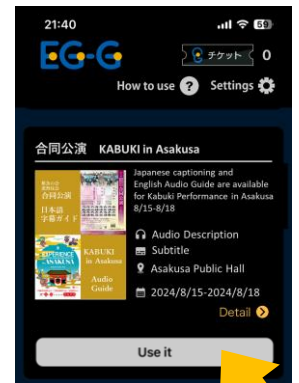 21:40
59
EG-G
チケット 0
How to use ? Settings
合同公演 KABUKI in Asakusa
合同公演
日本語
字幕ガイド
EXPERIENCE
ASAKUSA
KABUKI
in Asakusa
Audio
Guide
Japanese captioning and
English Audio Guide are available
for Kabuki Performance in Asakusa
8/15-8/18
Audio Description
Subtitle
Asakusa Public Hall
2024/8/15-2024/8/18
Detail
Use it